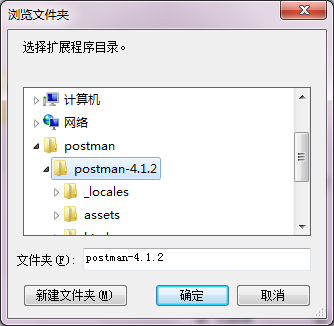 浏览文件夹
选择扩展程序目录。
计算机
网络
postman
postman-4.1.2
_locales
assets
文件夹(F): postman-4.1.2
新建文件夹(M) 确定 取消